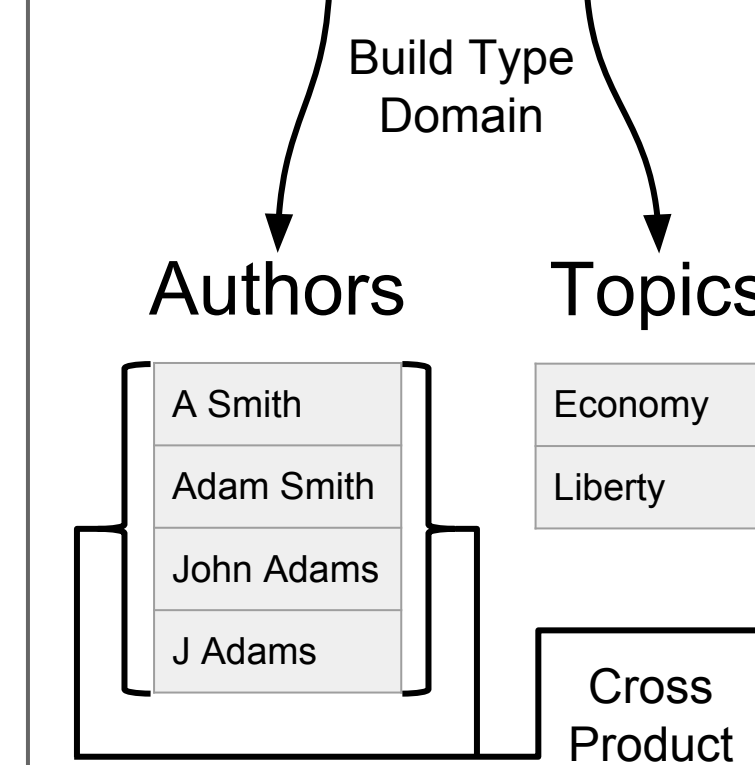 Build Type
Domain
Authors
Topics
A Smith
Economy
Adam Smith
Liberty
John Adams
J Adams
Cross
Product